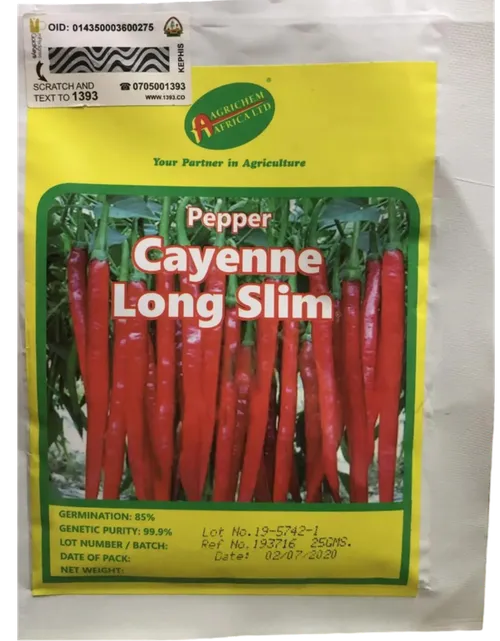 OID: 014350003600275
KEPHIS
SCRATCH AND
TEXT TO 1393
☎ 0705001393
WWW.1393.CO
AGRICHEM
AFRICA LTD
®
Your Partner in Agriculture
Pepper
Cayenne
Long Slim
GERMINATION: 85%
GENETIC PURITY: 99.9%
LOT NUMBER / BATCH: Lot No.19-5742-1
DATE OF PACK: Ref No.193716 25GMS.
NET WEIGHT: Date: 02/07/2020